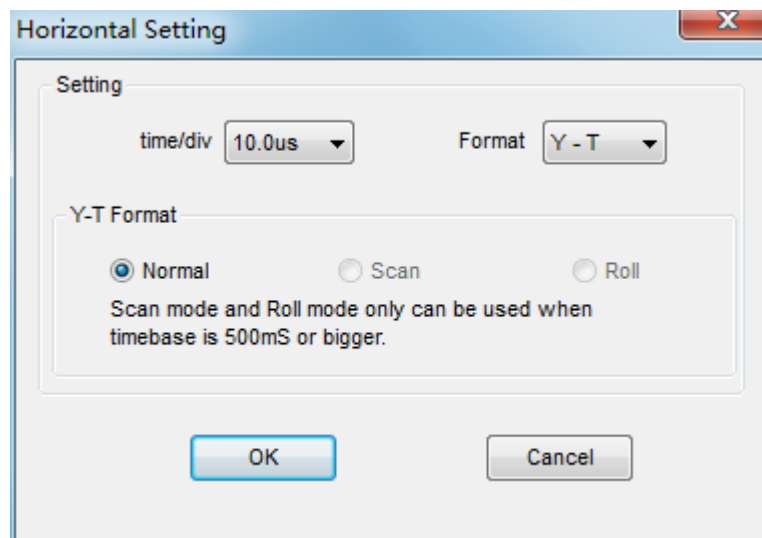 Horizontal Setting
Setting
time/div 10.0us Format Y - T
Y-T Format
Normal Scan Roll
Scan mode and Roll mode only can be used when
timebase is 500mS or bigger.
OK Cancel